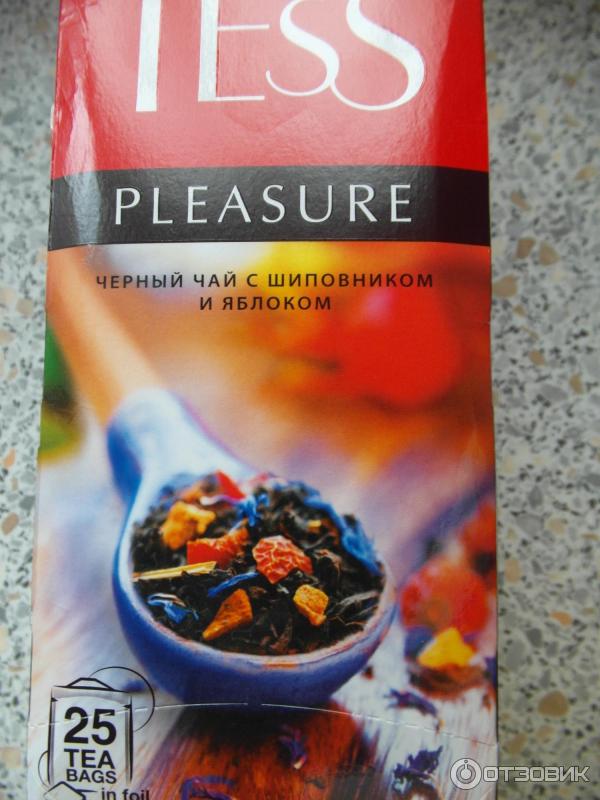 TESS
PLEASURE
ЧЕРНЫЙ ЧАЙ С ШИПОВНИКОМ
И ЯБЛОКОМ
25
TEA
BAGS
in foil
ОТЗОВИК